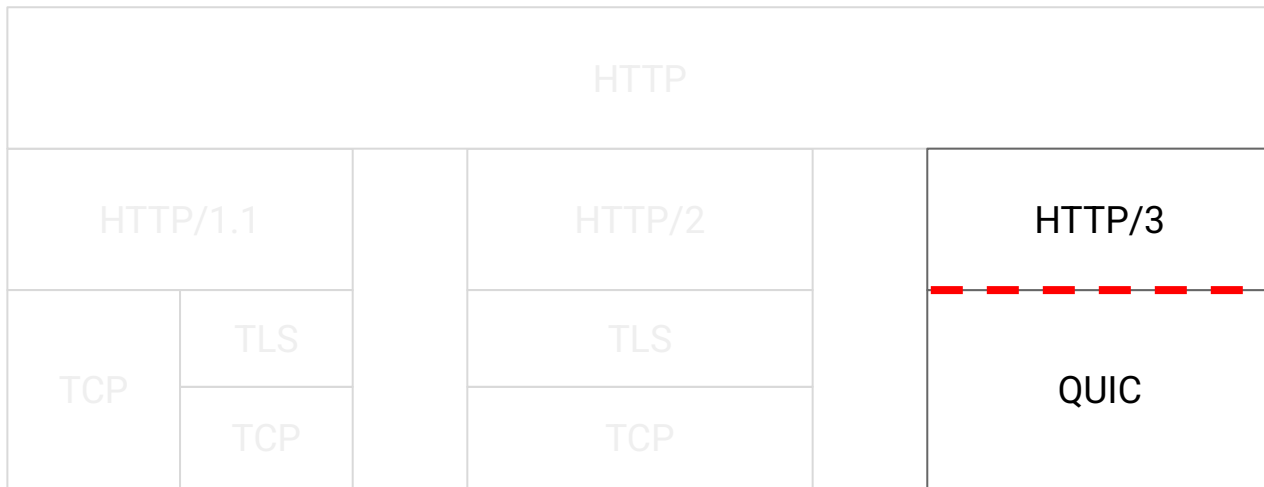 HTTP
HTTP/1.1
HTTP/2
HTTP/3
TLS
TLS
TCP
QUIC
TCP
TCP